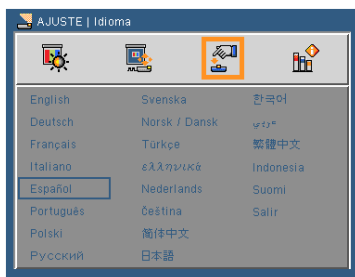 AJUSTE | Idioma
English Svenska 한국어
Deutsch Norsk / Dansk عربي
Français Türkçe 繁體中文
Italiano ελληνικά Indonesia
Español Nederlands Suomi
Português Čeština Salir
Polski 简体中文
Русский 日本語